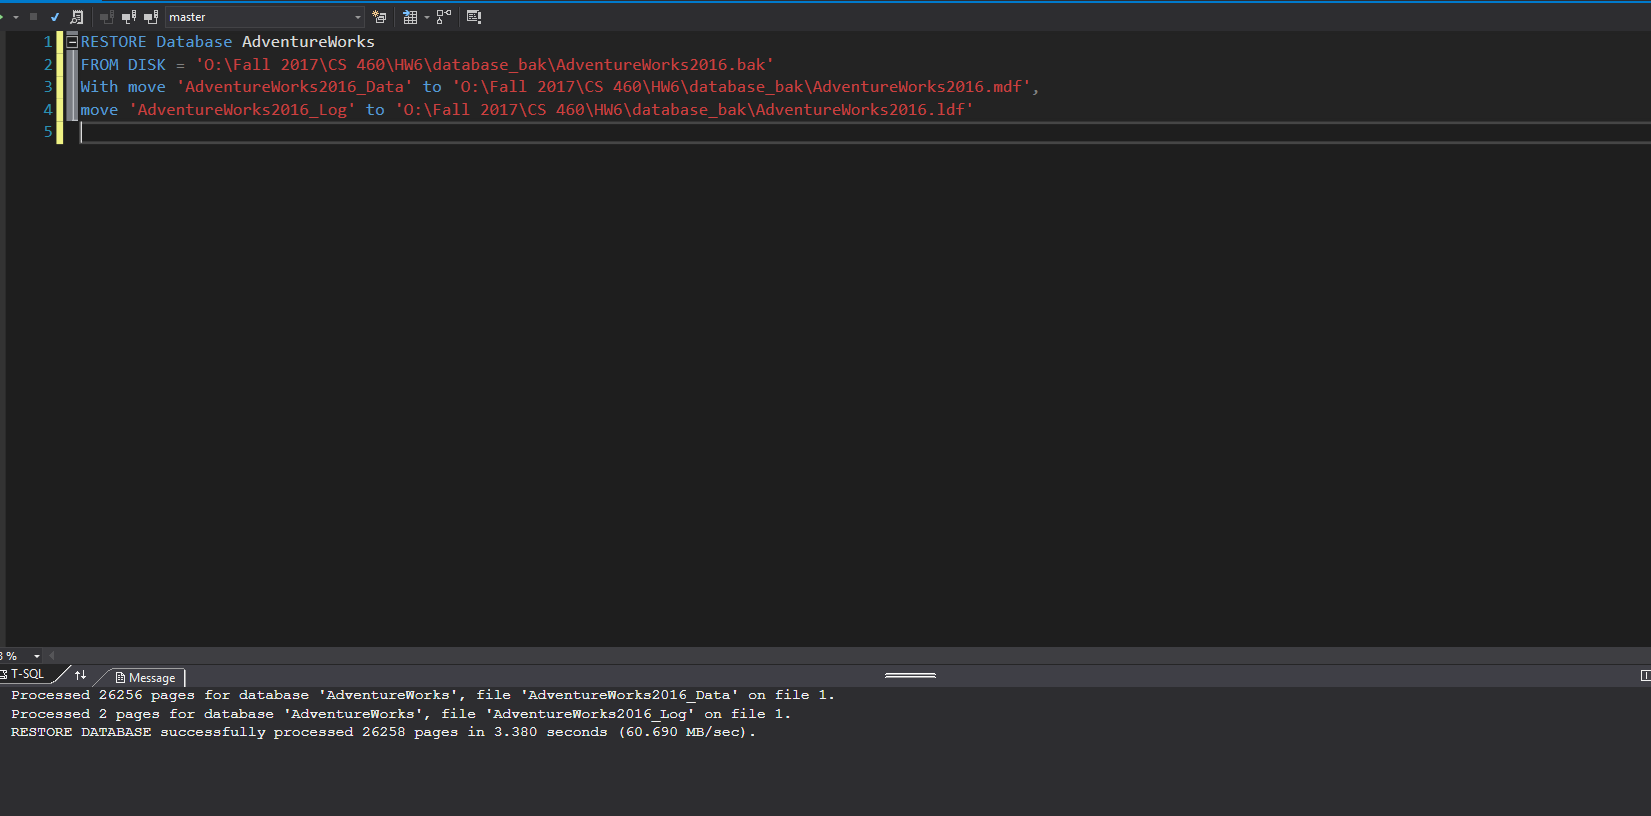 master
1 RESTORE Database AdventureWorks
2 FROM DISK = 'O:\Fall 2017\CS 460\HW6\database_bak\AdventureWorks2016.bak'
3 With move 'AdventureWorks2016_Data' to 'O:\Fall 2017\CS 460\HW6\database_bak\AdventureWorks2016.mdf',
4 move 'AdventureWorks2016_Log' to 'O:\Fall 2017\CS 460\HW6\database_bak\AdventureWorks2016.ldf'
5
%
T-SQL Message
Processed 26256 pages for database 'AdventureWorks', file 'AdventureWorks2016_Data' on file 1.
Processed 2 pages for database 'AdventureWorks', file 'AdventureWorks2016_Log' on file 1.
RESTORE DATABASE successfully processed 26258 pages in 3.380 seconds (60.690 MB/sec).